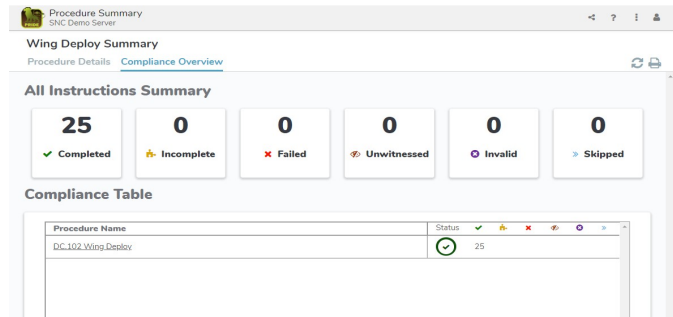 PRIDE
Procedure Summary
SNC Demo Server
?
Wing Deploy Summary
Procedure Details Compliance Overview
All Instructions Summary
25 0 0 0 0 0
Completed Incomplete Failed Unwitnessed Invalid Skipped
Compliance Table
Procedure Name Status
DC.102 Wing Deploy 25